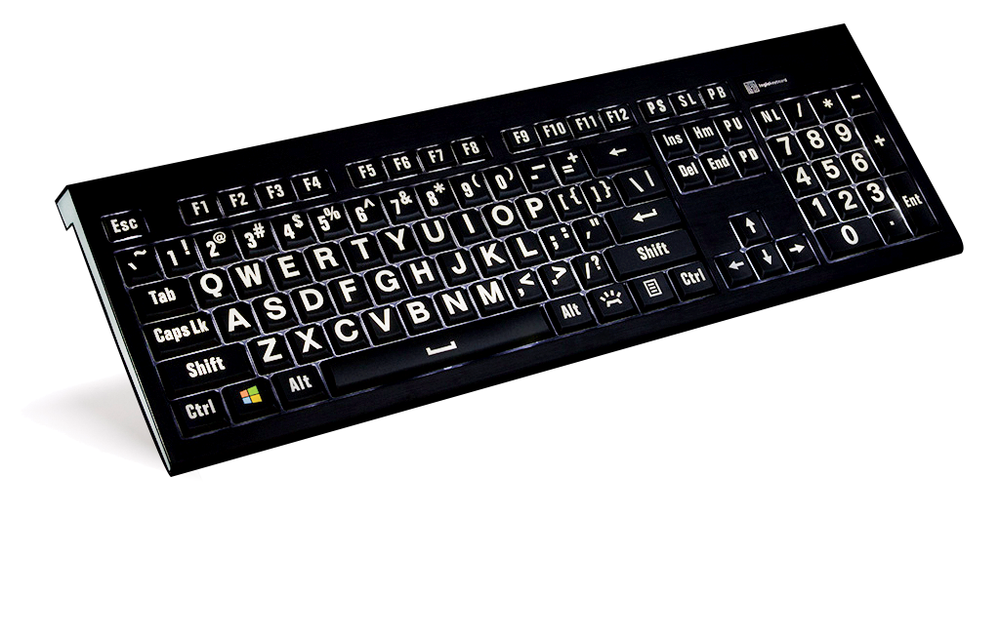 logickeyboard
Esc F1 F2 F3 F4 F5 F6 F7 F8 F9 F10 F11 F12 PS SL PB
`~ 1! 2@ 3# 4$ 5% 6^ 7& 8* 9( 0) -_ =+ ← Ins Hm PU NL / * -
Tab Q W E R T Y U I O P [{ ]} \| Del End PD 7 8 9 +
Caps Lk A S D F G H J K L ;: '" ↵ 4 5 6
Shift Z X C V B N M ,< .> /? Shift ↑ 1 2 3 Ent
Ctrl Alt Alt Ctrl ← ↓ → 0 .